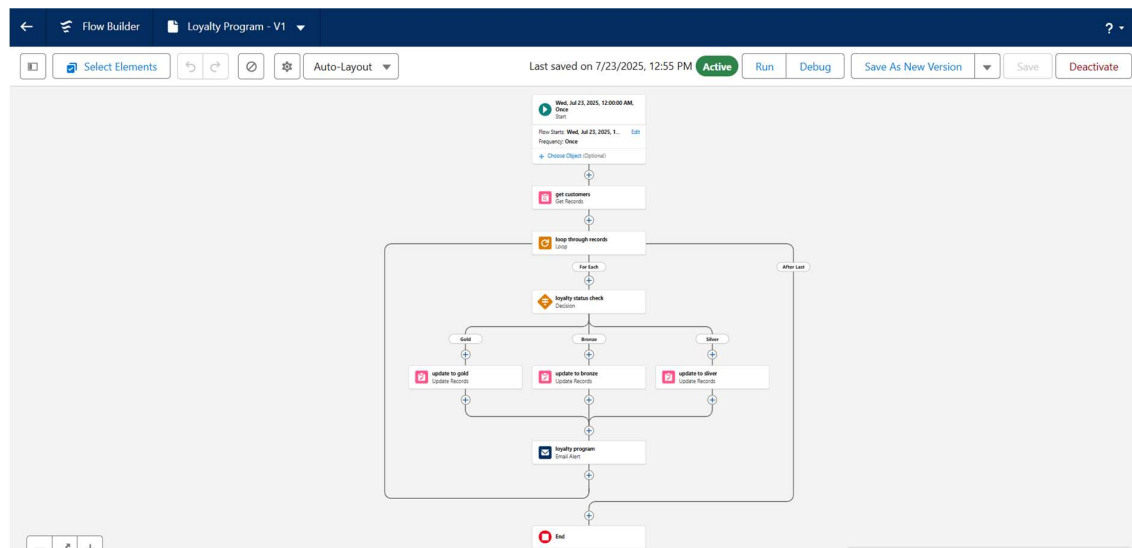 Flow Builder
Loyalty Program - V1
? 
Select Elements
Auto-Layout
Last saved on 7/23/2025, 12:55 PM
Active
Run
Debug
Save As New Version
Save
Deactivate
Wed, Jul 23, 2025, 12:00:00 AM,
Once
Start
Flow Starts: Wed, Jul 23, 2025, 1... Edit
Frequency: Once
+ Choose Object (Optional)
get customers
Get Records
loop through records
Loop
For Each
After Last
loyalty status check
Decision
Gold
Bronze
Silver
update to gold
Update Records
update to bronze
Update Records
update to sliver
Update Records
loyalty program
Email Alert
End